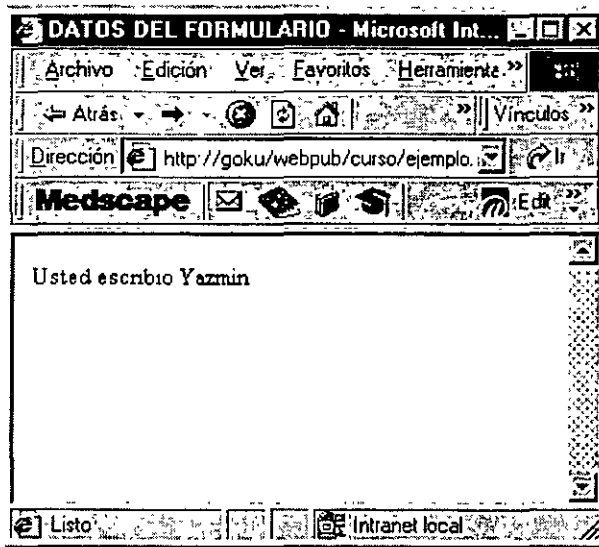 DATOS DEL FORMULARIO - Microsoft Int...
Archivo Edición Ver Favoritos Herramienta »
Atrás » Vínculos »
Dirección http://goku/webpub/curso/ejemplo. Ir
Medscape Edit »
Usted escribio Yazmin
Listo Intranet local